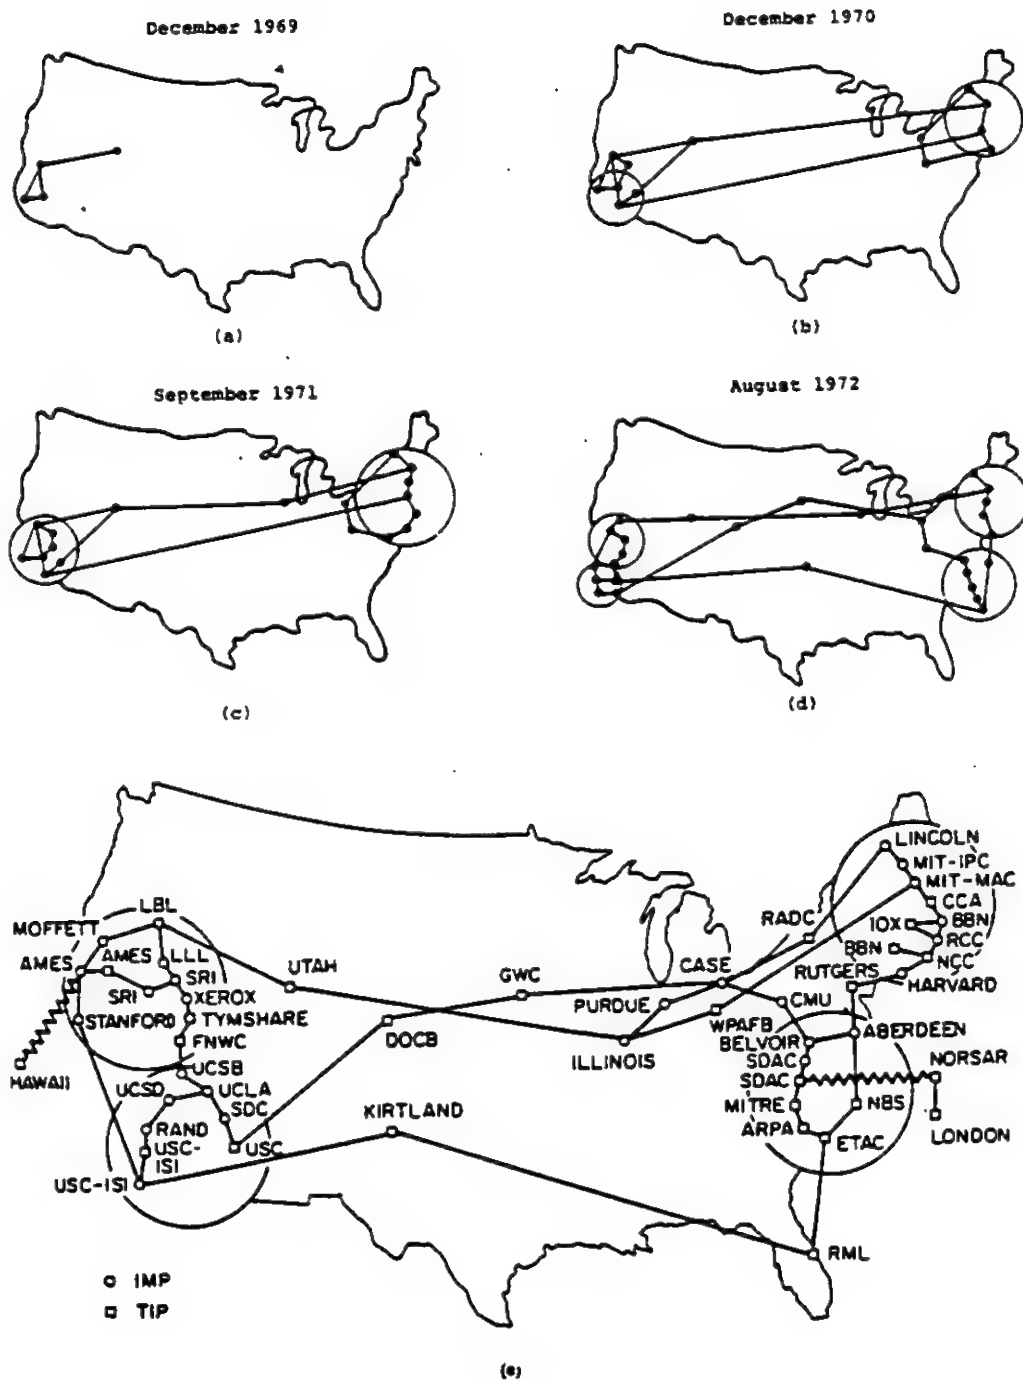 December 1969
December 1970
(a)
(b)
September 1971
August 1972
(c)
(d)
LINCOLN
MIT-IPC
MIT-MAC
CCA
BBN
10X
RCC
BBN
NCC
RADC
RUTGERS
HARVARD
LBL
MOFFETT
AMES
AMES
LLL
SRI
SRI
XEROX
STANFORD
TYMSHARE
FNWC
HAWAII
UTAH
GWC
CASE
PURDUE
DOCB
ILLINOIS
WPAFB
CMU
BELVOIR
ABERDEEN
SDAC
SDAC
NORSAR
UCSB
UCSD
UCLA
SDC
RAND
USC-
ISI
USC
USC-ISI
KIRTLAND
MITRE
NBS
ARPA
ETAC
LONDON
RML
IMP
TIP
(e)